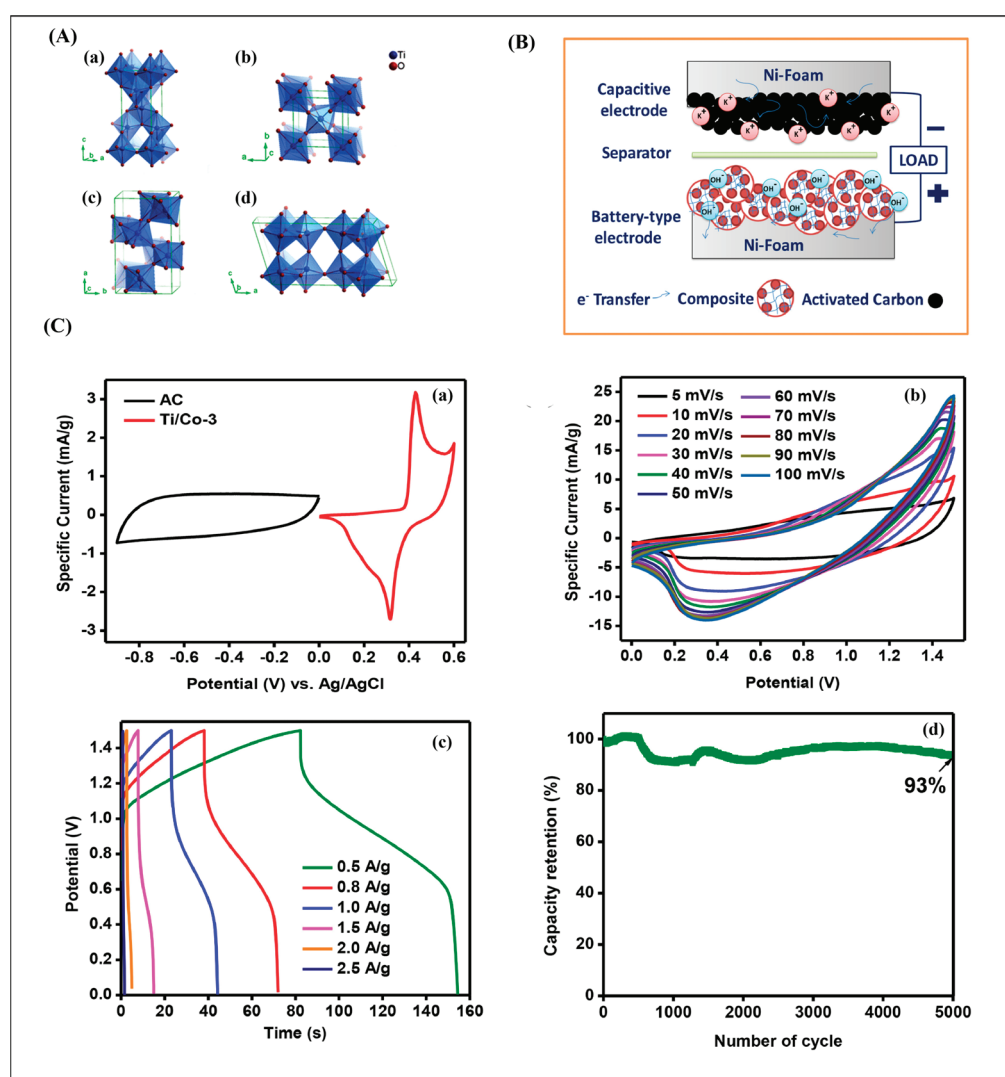 (A)
(a)
(b)
Ti
O
c
b
a
b
c
a
(c)
(d)
a
c
b
c
b
a
(B)
Ni-Foam
Capacitive
electrode
K+
K+
K+
K+
K+
K+
K+
−
Separator
LOAD
+
OH-
OH-
OH-
OH-
OH-
OH-
Battery-type
electrode
Ni-Foam
e- Transfer
Composite
Activated Carbon
(C)
(a)
AC
Ti/Co-3
Specific Current (mA/g)
3
2
1
0
-1
-2
-3
-0.8 -0.6 -0.4 -0.2 0.0 0.2 0.4 0.6
Potential (V) vs. Ag/AgCl
(b)
5 mV/s
10 mV/s
20 mV/s
30 mV/s
40 mV/s
50 mV/s
60 mV/s
70 mV/s
80 mV/s
90 mV/s
100 mV/s
Specific Current (mA/g)
25
20
15
10
5
0
-5
-10
-15
0.0 0.2 0.4 0.6 0.8 1.0 1.2 1.4
Potential (V)
(c)
Potential (V)
1.4
1.2
1.0
0.8
0.6
0.4
0.2
0.0
0.5 A/g
0.8 A/g
1.0 A/g
1.5 A/g
2.0 A/g
2.5 A/g
0 20 40 60 80 100 120 140 160
Time (s)
(d)
Capacity retention (%)
100
80
60
40
20
0
93%
0 1000 2000 3000 4000 5000
Number of cycle